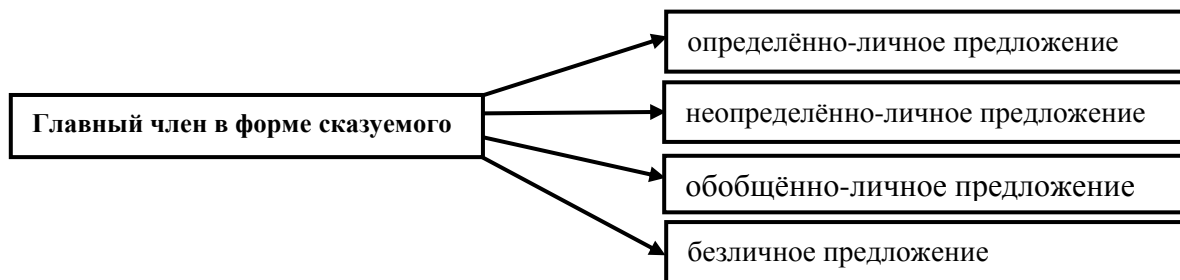 определённо-личное предложение
неопределённо-личное предложение
Главный член в форме сказуемого
обобщённо-личное предложение
безличное предложение